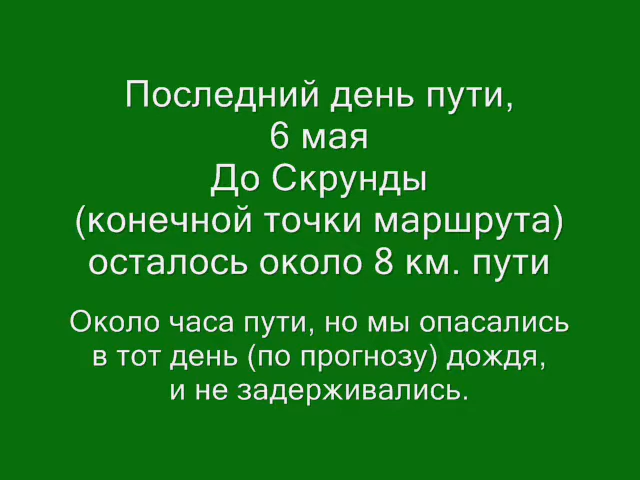 Последний день пути,
6 мая
До Скрунды
(конечной точки маршрута)
осталось около 8 км. пути
Около часа пути, но мы опасались
в тот день (по прогнозу) дождя,
и не задерживались.